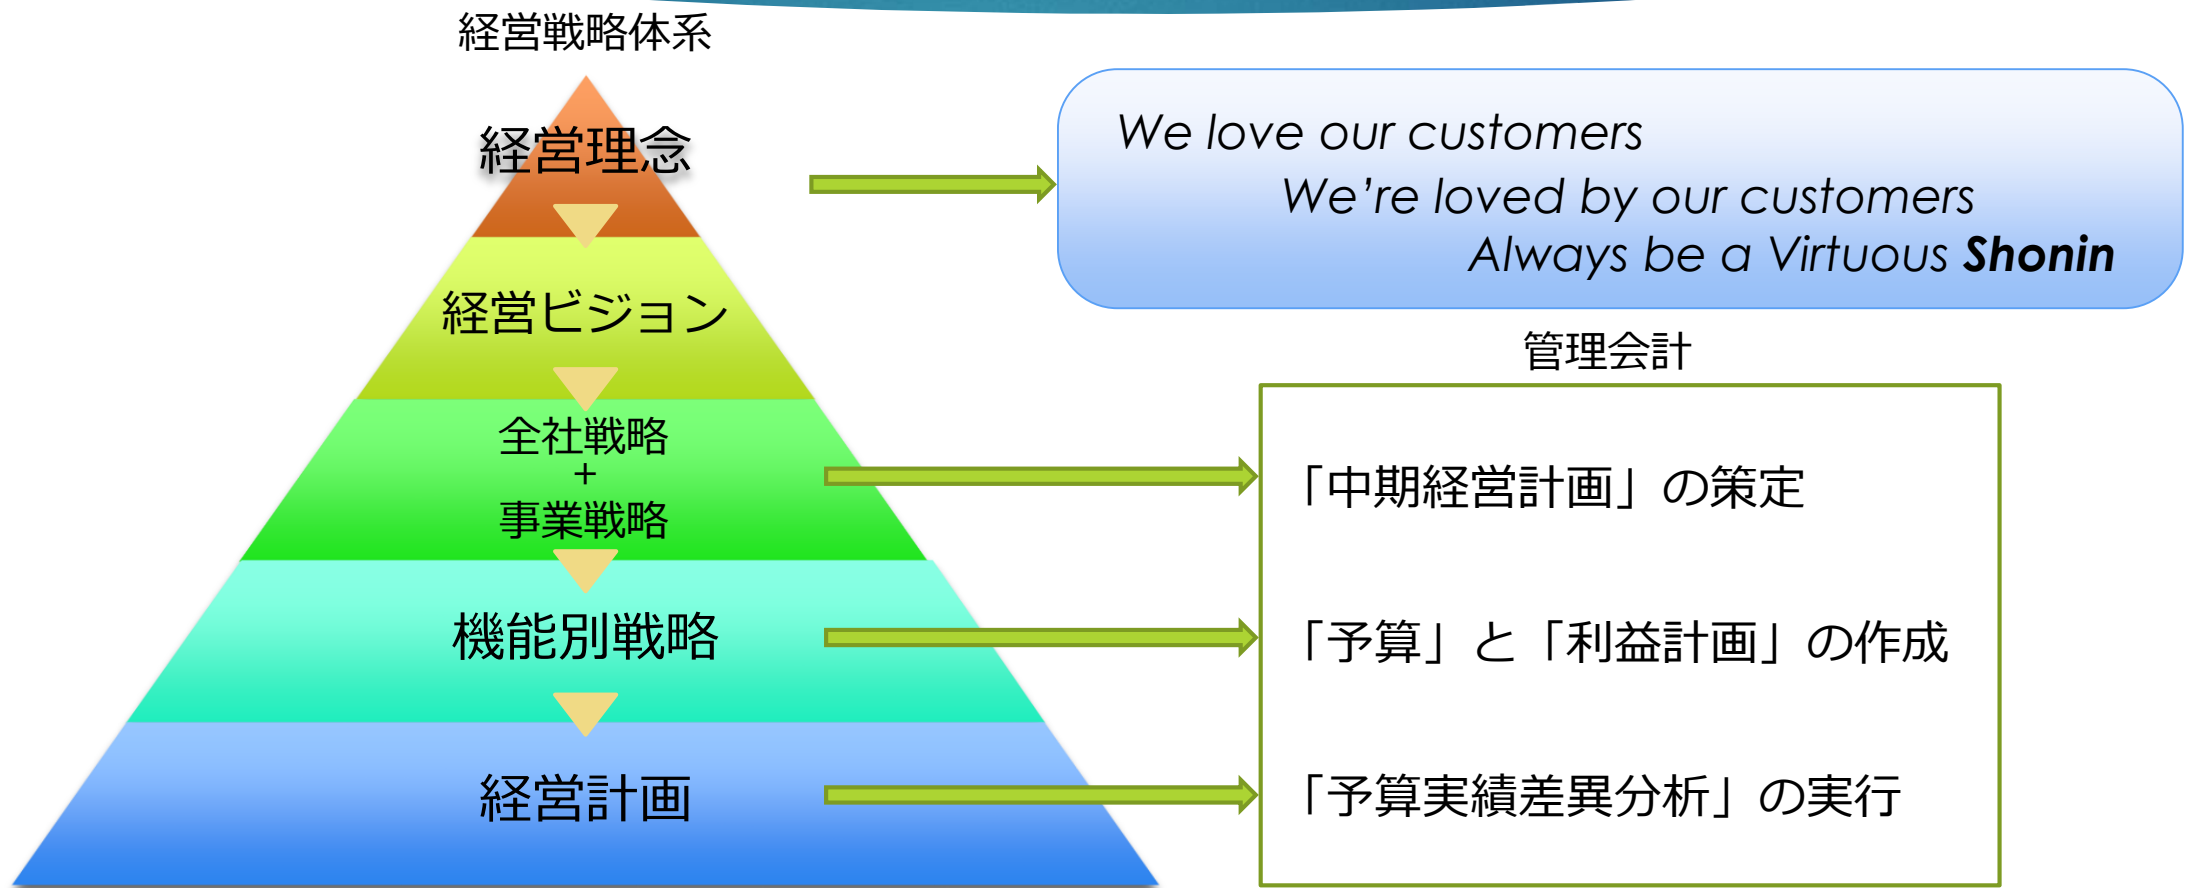 経営戦略体系
経営理念
経営ビジョン
全社戦略
+
事業戦略
機能別戦略
経営計画
We love our customers
We’re loved by our customers
Always be a Virtuous Shonin
管理会計
「中期経営計画」の策定
「予算」と「利益計画」の作成
「予算実績差異分析」の実行